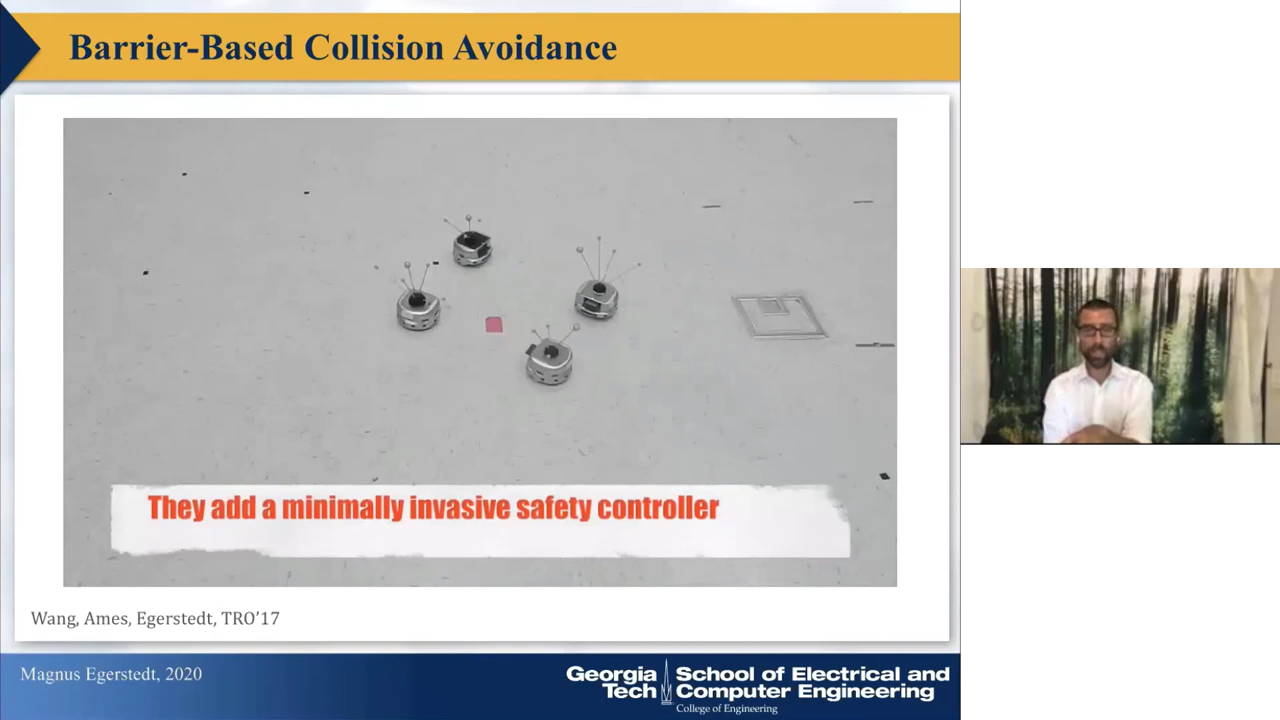 Barrier-Based Collision Avoidance
They add a minimally invasive safety controller
Wang, Ames, Egerstedt, TRO’17
Magnus Egerstedt, 2020
Georgia Tech
School of Electrical and
Computer Engineering
College of Engineering